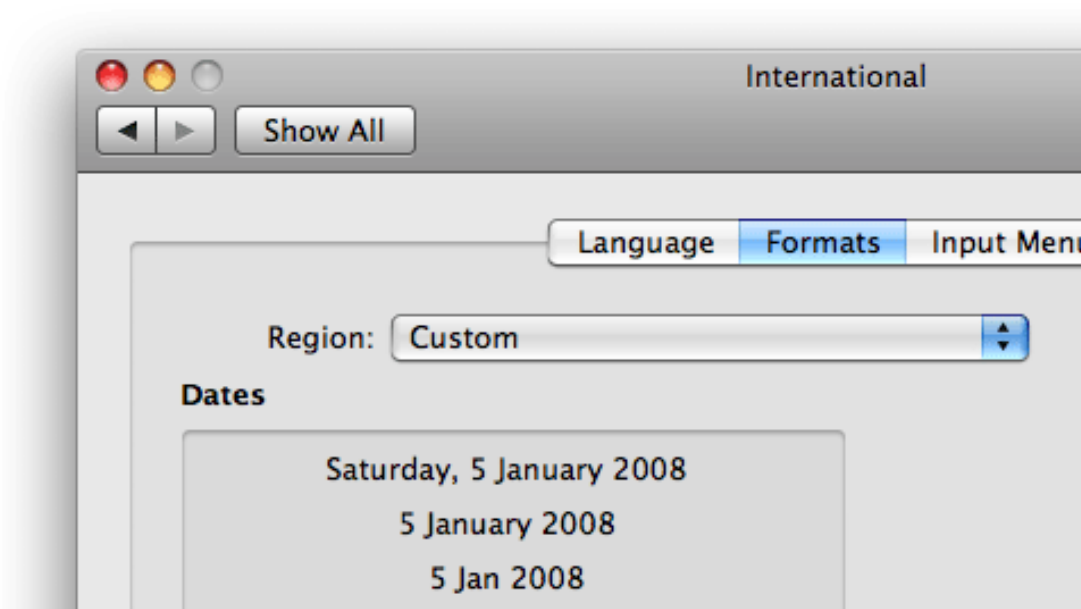 International
Show All
Language Formats Input Menu
Region: Custom
Dates
Saturday, 5 January 2008
5 January 2008
5 Jan 2008